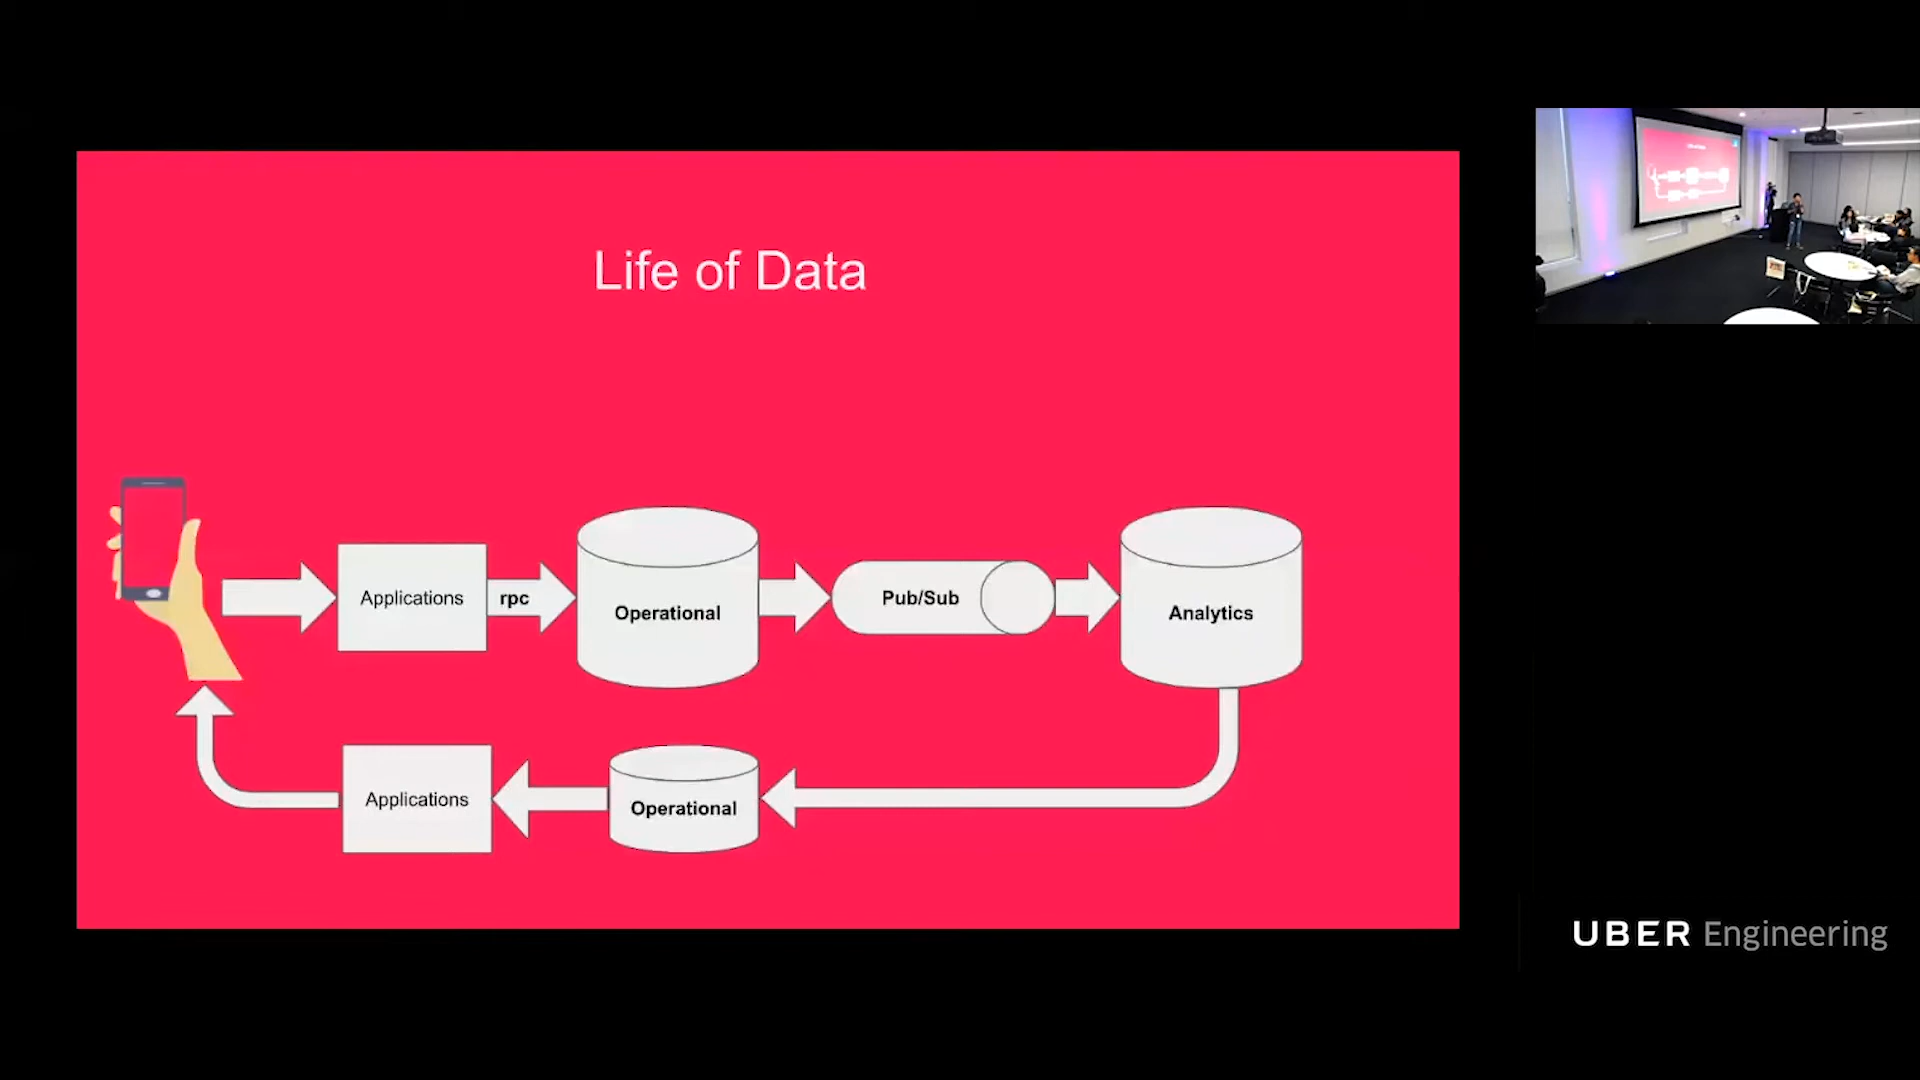 Life of Data
Applications
rpc
Operational
Pub/Sub
Analytics
Applications
Operational
UBER Engineering